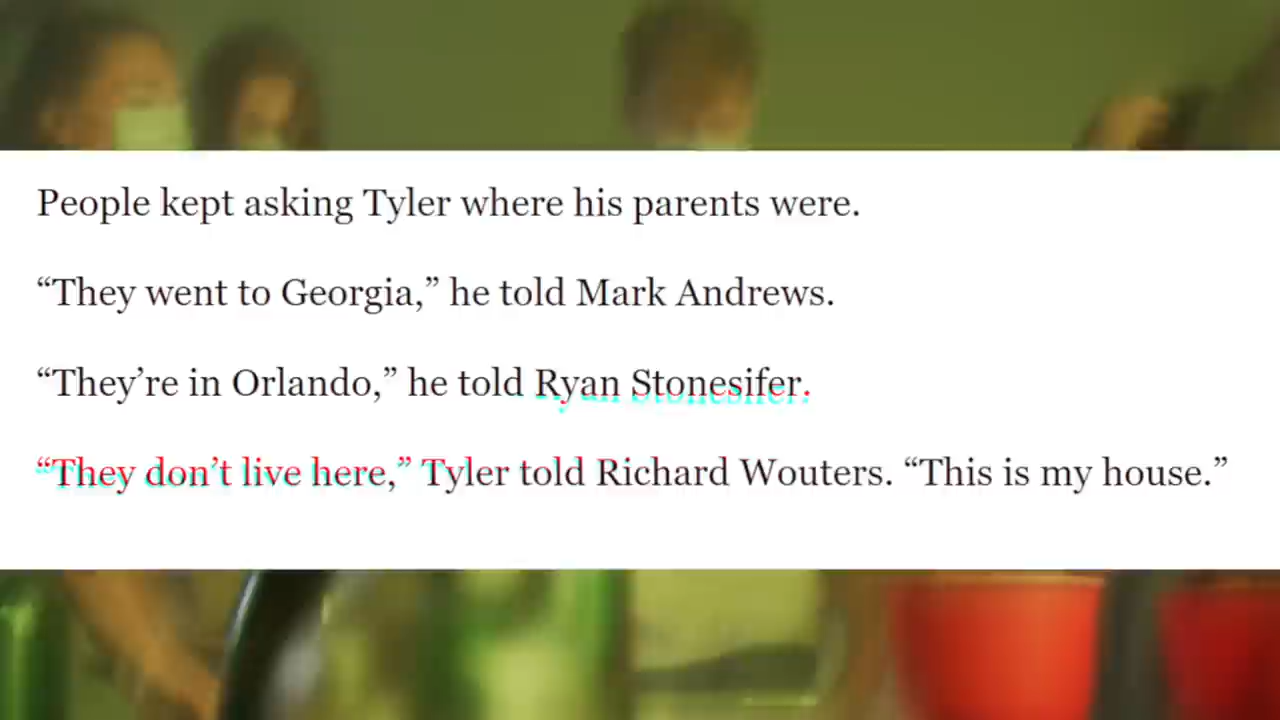 People kept asking Tyler where his parents were.
“They went to Georgia,” he told Mark Andrews.
“They’re in Orlando,” he told Ryan Stonesifer.
“They don’t live here,” Tyler told Richard Wouters. “This is my house.”